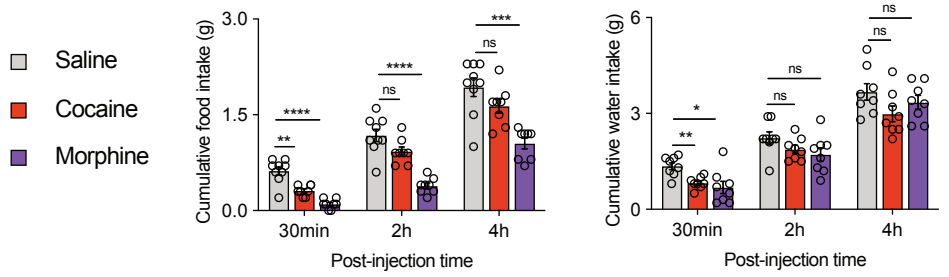 Saline
Cocaine
Morphine
Cumulative food intake (g)
3.0
1.5
0.0
**
****
ns
****
ns
***
30min 2h 4h
Post-injection time
Cumulative water intake (g)
6
3
0
**
*
ns
ns
ns
ns
30min 2h 4h
Post-injection time